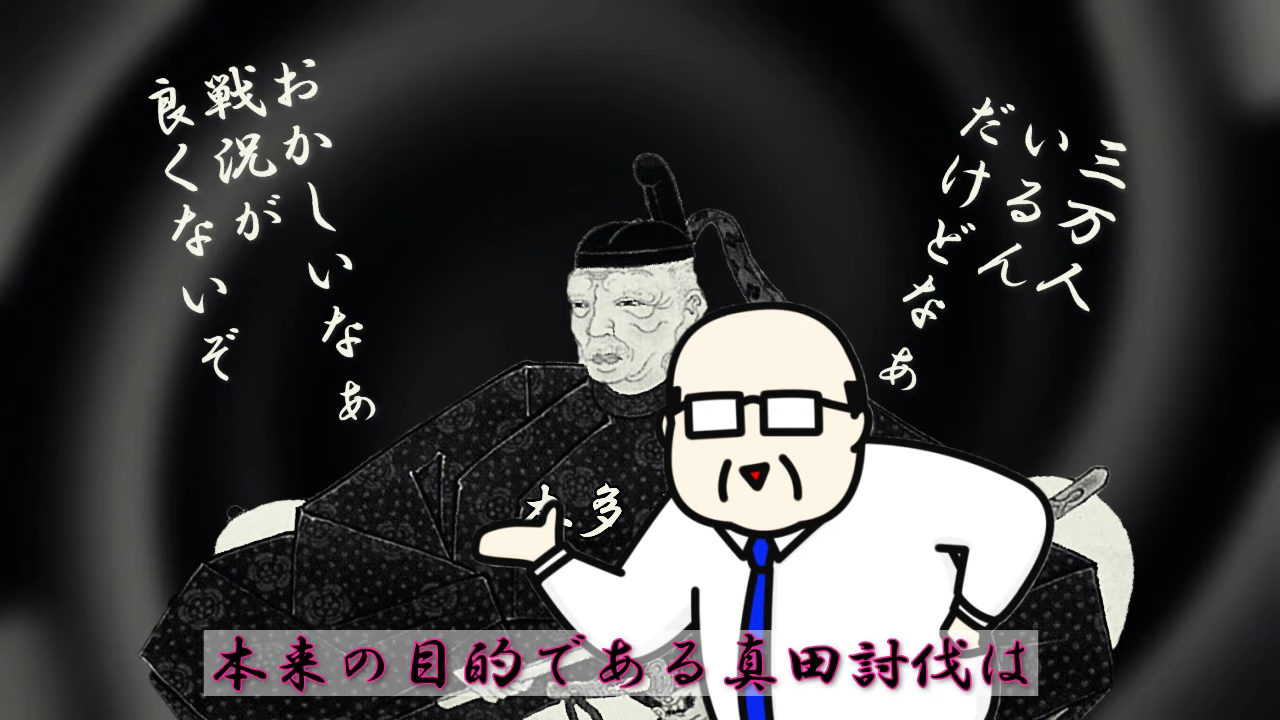 三万人
いるん
だけどなぁ
おかしいなぁ
戦況が
良くないぞ
本多
本来の目的である真田討伐は